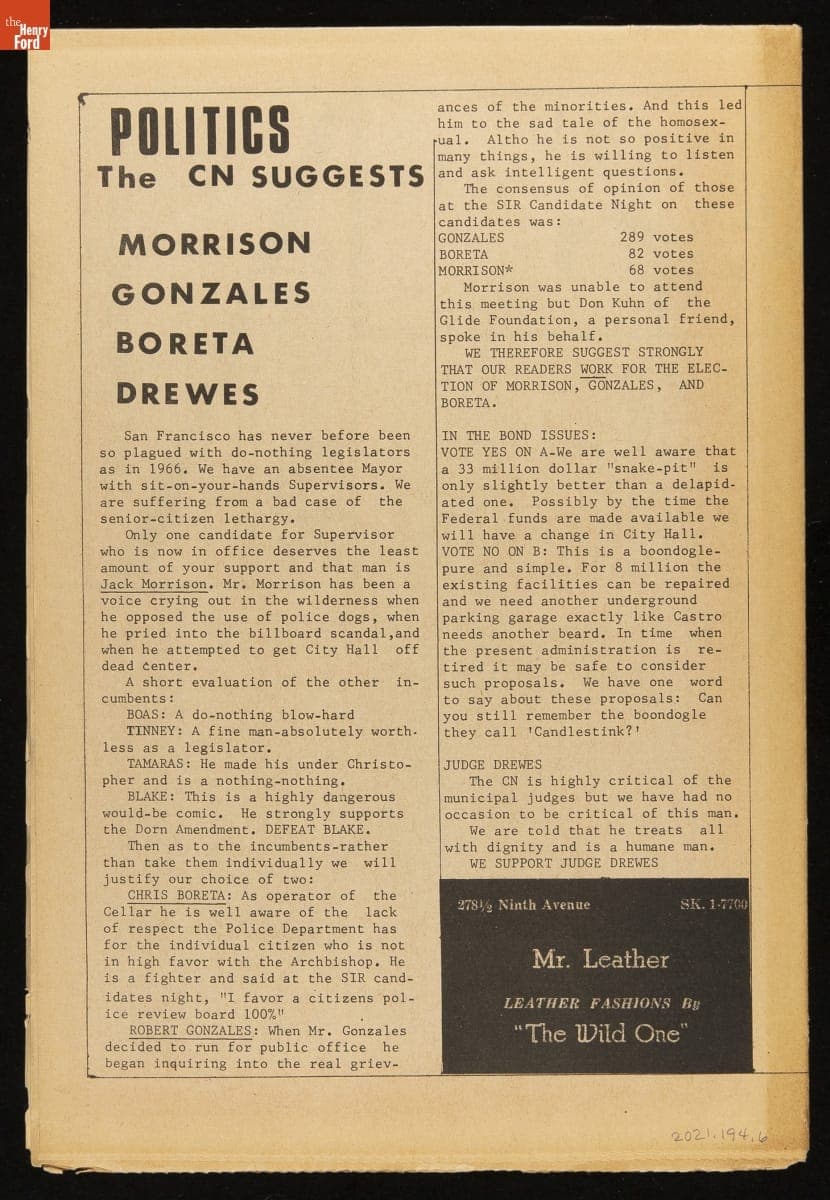 the
Henry
Ford
POLITICS
The CN SUGGESTS
MORRISON
GONZALES
BORETA
DREWES
San Francisco has never before been
so plagued with do-nothing legislators
as in 1966. We have an absentee Mayor
with sit-on-your-hands Supervisors. We
are suffering from a bad case of the
senior-citizen lethargy.
Only one candidate for Supervisor
who is now in office deserves the least
amount of your support and that man is
Jack Morrison. Mr. Morrison has been a
voice crying out in the wilderness when
he opposed the use of police dogs, when
he pried into the billboard scandal,and
when he attempted to get City Hall off
dead center.
A short evaluation of the other in-
cumbents:
BOAS: A do-nothing blow-hard
TINNEY: A fine man-absolutely worth-
less as a legislator.
TAMARAS: He made his under Christo-
pher and is a nothing-nothing.
BLAKE: This is a highly dangerous
would-be comic. He strongly supports
the Dorn Amendment. DEFEAT BLAKE.
Then as to the incumbents-rather
than take them individually we will
justify our choice of two:
CHRIS BORETA: As operator of the
Cellar he is well aware of the lack
of respect the Police Department has
for the individual citizen who is not
in high favor with the Archbishop. He
is a fighter and said at the SIR cand-
idates night, "I favor a citizens pol-
ice review board 100%"
ROBERT GONZALES: When Mr. Gonzales
decided to run for public office he
began inquiring into the real griev-
ances of the minorities. And this led
him to the sad tale of the homosex-
ual. Altho he is not so positive in
many things, he is willing to listen
and ask intelligent questions.
The consensus of opinion of those
at the SIR Candidate Night on these
candidates was:
GONZALES 289 votes
BORETA 82 votes
MORRISON* 68 votes
Morrison was unable to attend
this meeting but Don Kuhn of the
Glide Foundation, a personal friend,
spoke in his behalf.
WE THEREFORE SUGGEST STRONGLY
THAT OUR READERS WORK FOR THE ELEC-
TION OF MORRISON, GONZALES, AND
BORETA.
IN THE BOND ISSUES:
VOTE YES ON A-We are well aware that
a 33 million dollar "snake-pit" is
only slightly better than a delapid-
ated one. Possibly by the time the
Federal funds are made available we
will have a change in City Hall.
VOTE NO ON B: This is a boondogle-
pure and simple. For 8 million the
existing facilities can be repaired
and we need another underground
parking garage exactly like Castro
needs another beard. In time when
the present administration is re-
tired it may be safe to consider
such proposals. We have one word
to say about these proposals: Can
you still remember the boondogle
they call 'Candlestink?'
JUDGE DREWES
The CN is highly critical of the
municipal judges but we have had no
occasion to be critical of this man.
We are told that he treats all
with dignity and is a humane man.
WE SUPPORT JUDGE DREWES
278½ Ninth Avenue SK. 1-7700
Mr. Leather
LEATHER FASHIONS By
"The Wild One"
2021.194.6